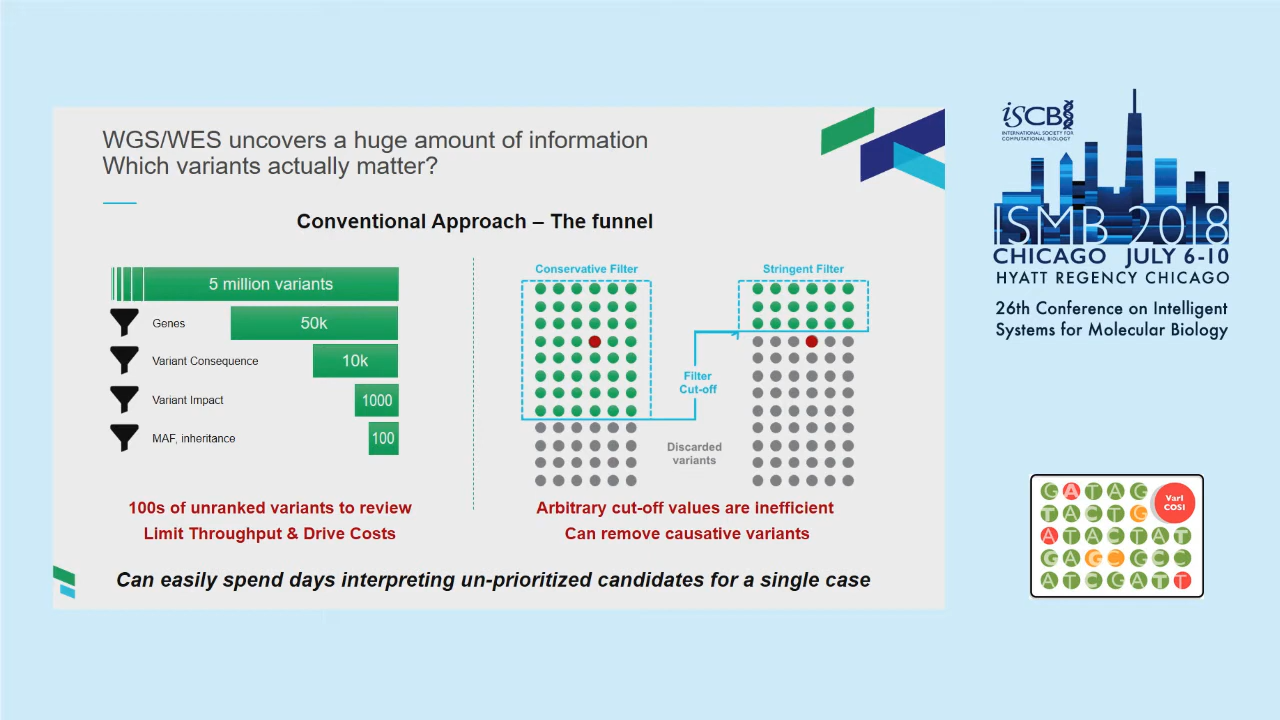 WGS/WES uncovers a huge amount of information
Which variants actually matter?
Conventional Approach – The funnel
5 million variants
Genes
50k
Variant Consequence
10k
Variant Impact
1000
MAF, inheritance
100
100s of unranked variants to review
Limit Throughput & Drive Costs
Conservative Filter
Stringent Filter
Filter
Cut-off
Discarded
variants
Arbitrary cut-off values are inefficient
Can remove causative variants
Can easily spend days interpreting un-prioritized candidates for a single case
iSCB
INTERNATIONAL SOCIETY FOR
COMPUTATIONAL BIOLOGY
ISMB 2018
CHICAGO JULY 6-10
HYATT REGENCY CHICAGO
26th Conference on Intelligent
Systems for Molecular Biology
GATAG
Vari
COSI
TACTG
ATACTAT
GAGCGCC
ATCGATT